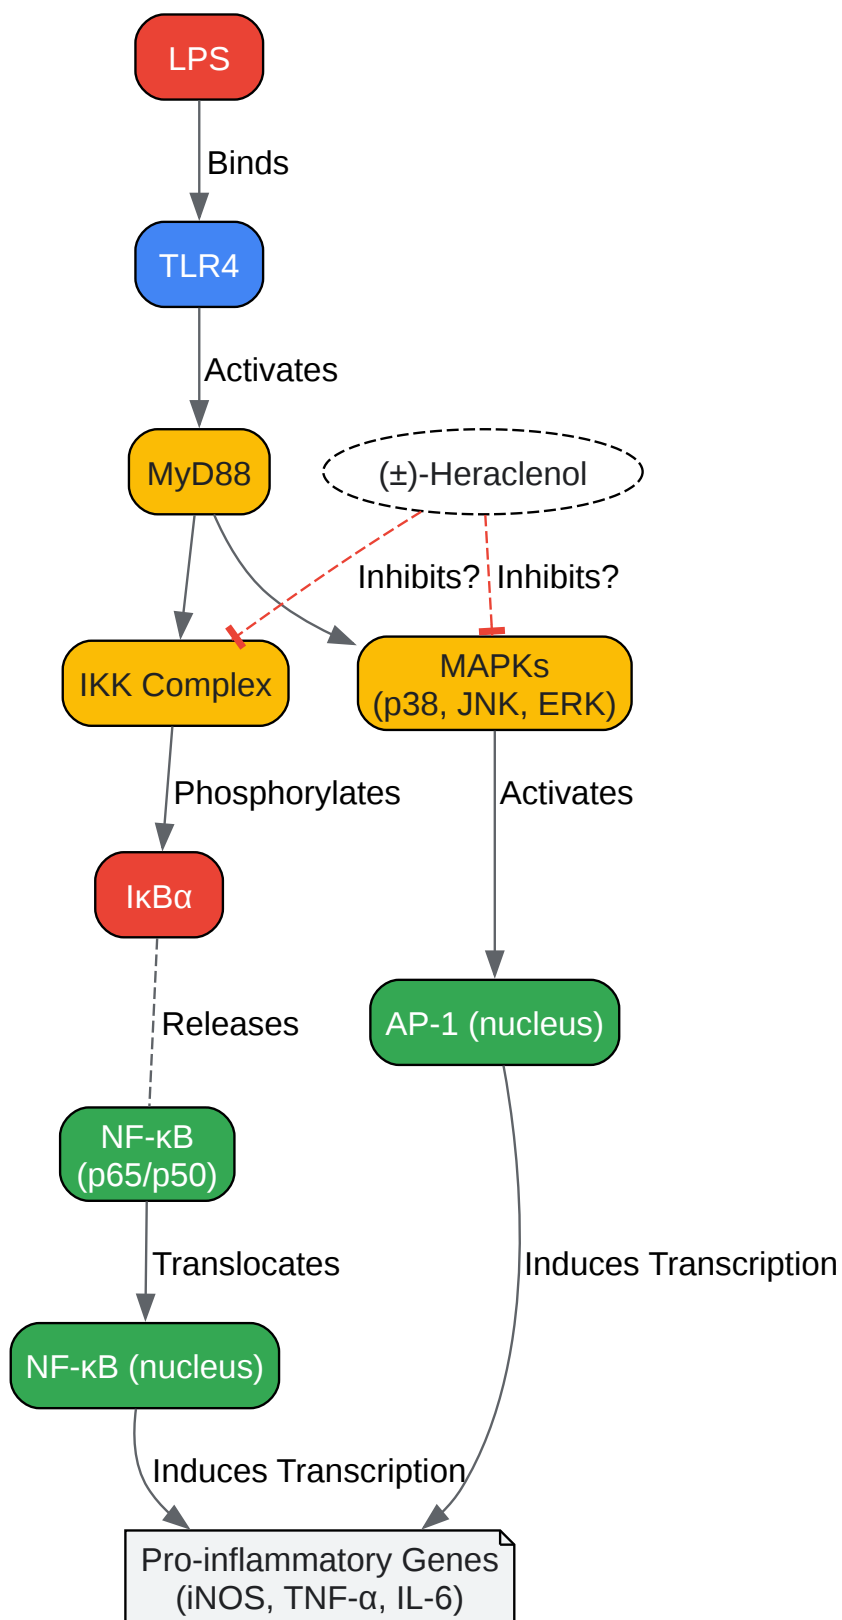 LPS
Binds
TLR4
Activates
MyD88
(±)-Heraclenol
Inhibits?
Inhibits?
IKK Complex
MAPKs
(p38, JNK, ERK)
Phosphorylates
Activates
IκBα
Releases
AP-1 (nucleus)
NF-κB
(p65/p50)
Translocates
Induces Transcription
NF-κB (nucleus)
Induces Transcription
Pro-inflammatory Genes
(iNOS, TNF-α, IL-6)